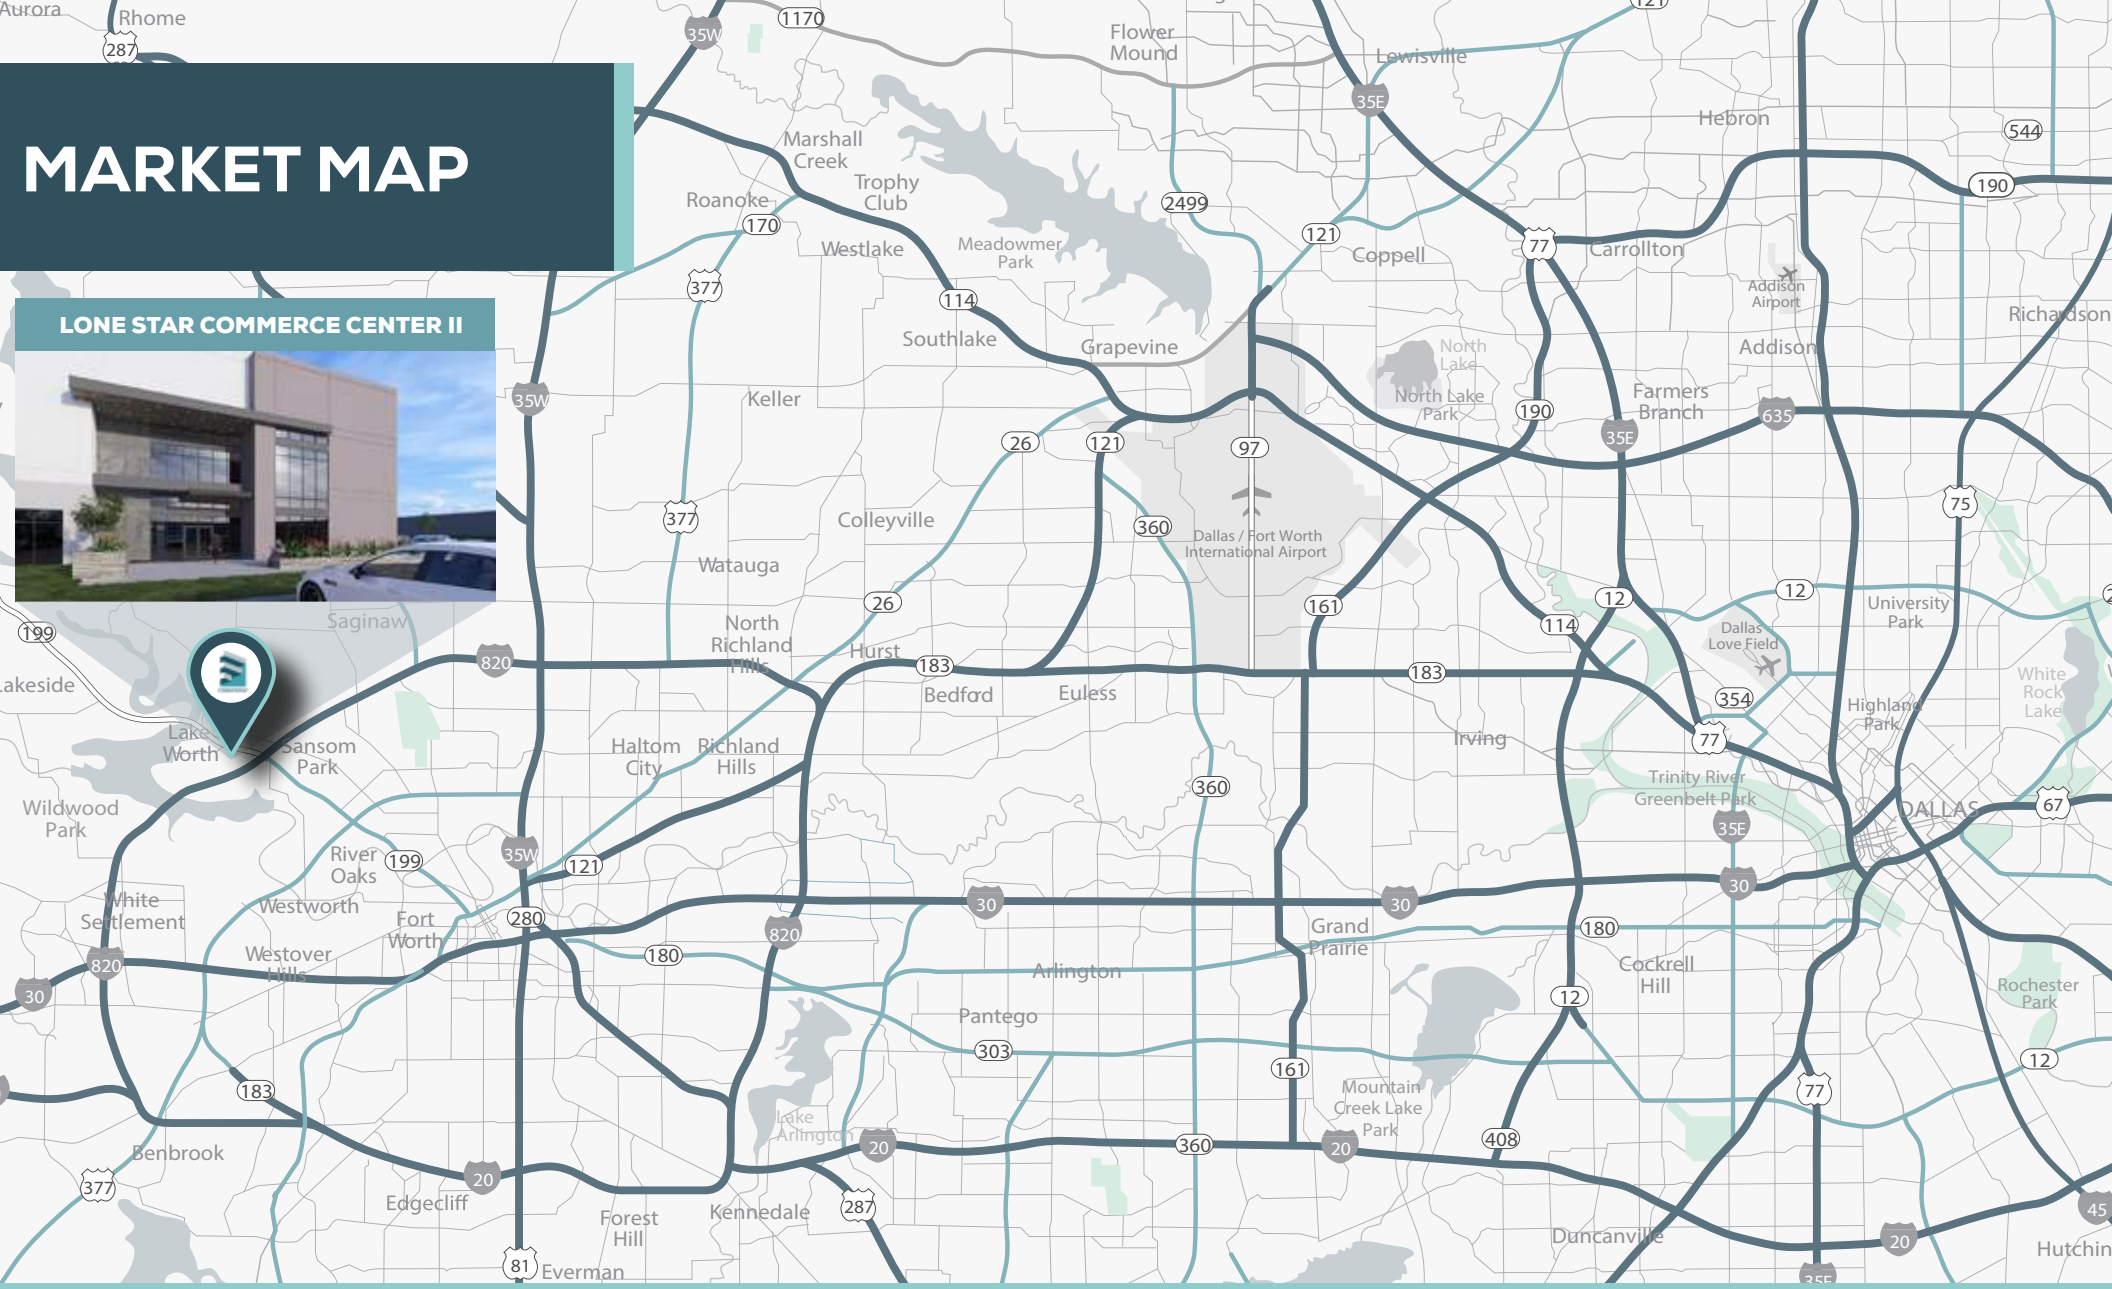 Aurora
Rhome
287
35W
1170
Flower
Mound
121
Lewisville
35E
Hebron
544
MARKET MAP
Marshall
Creek
Trophy
Club
Roanoke
170
2499
190
121
Westlake
Meadowmer
Park
Coppell
77
Carrollton
377
Addison
Airport
114
LONE STAR COMMERCE CENTER II
Richardson
Southlake
Grapevine
North
Lake
Addison
35W
Keller
North Lake
Park
190
Farmers
Branch
635
26
121
97
35E
377
Colleyville
360
75
Dallas / Fort Worth
International Airport
Watauga
26
161
12
12
University
Park
199
Saginaw
North
Richland
Hills
114
Dallas
Love Field
820
Hurst
183
183
Lakeside
Bedford
Euless
354
White
Rock
Lake
Highland
Park
Lake
Worth
Sansom
Park
Haltom
City
Richland
Hills
Irving
77
360
Trinity River
Greenbelt Park
Wildwood
Park
35E
DALLAS
67
River
Oaks
199
35W
121
30
White
Settlement
Westworth
Fort
Worth
280
30
30
820
Grand
Prairie
180
Westover
Hills
180
820
30
Arlington
Cockrell
Hill
12
Rochester
Park
Pantego
303
12
183
161
Mountain
Creek Lake
Park
77
Lake
Arlington
20
360
20
408
Benbrook
377
20
Edgecliff
Forest
Hill
Kennedale
287
45
Duncanville
20
Hutchin
81
Everman
35E